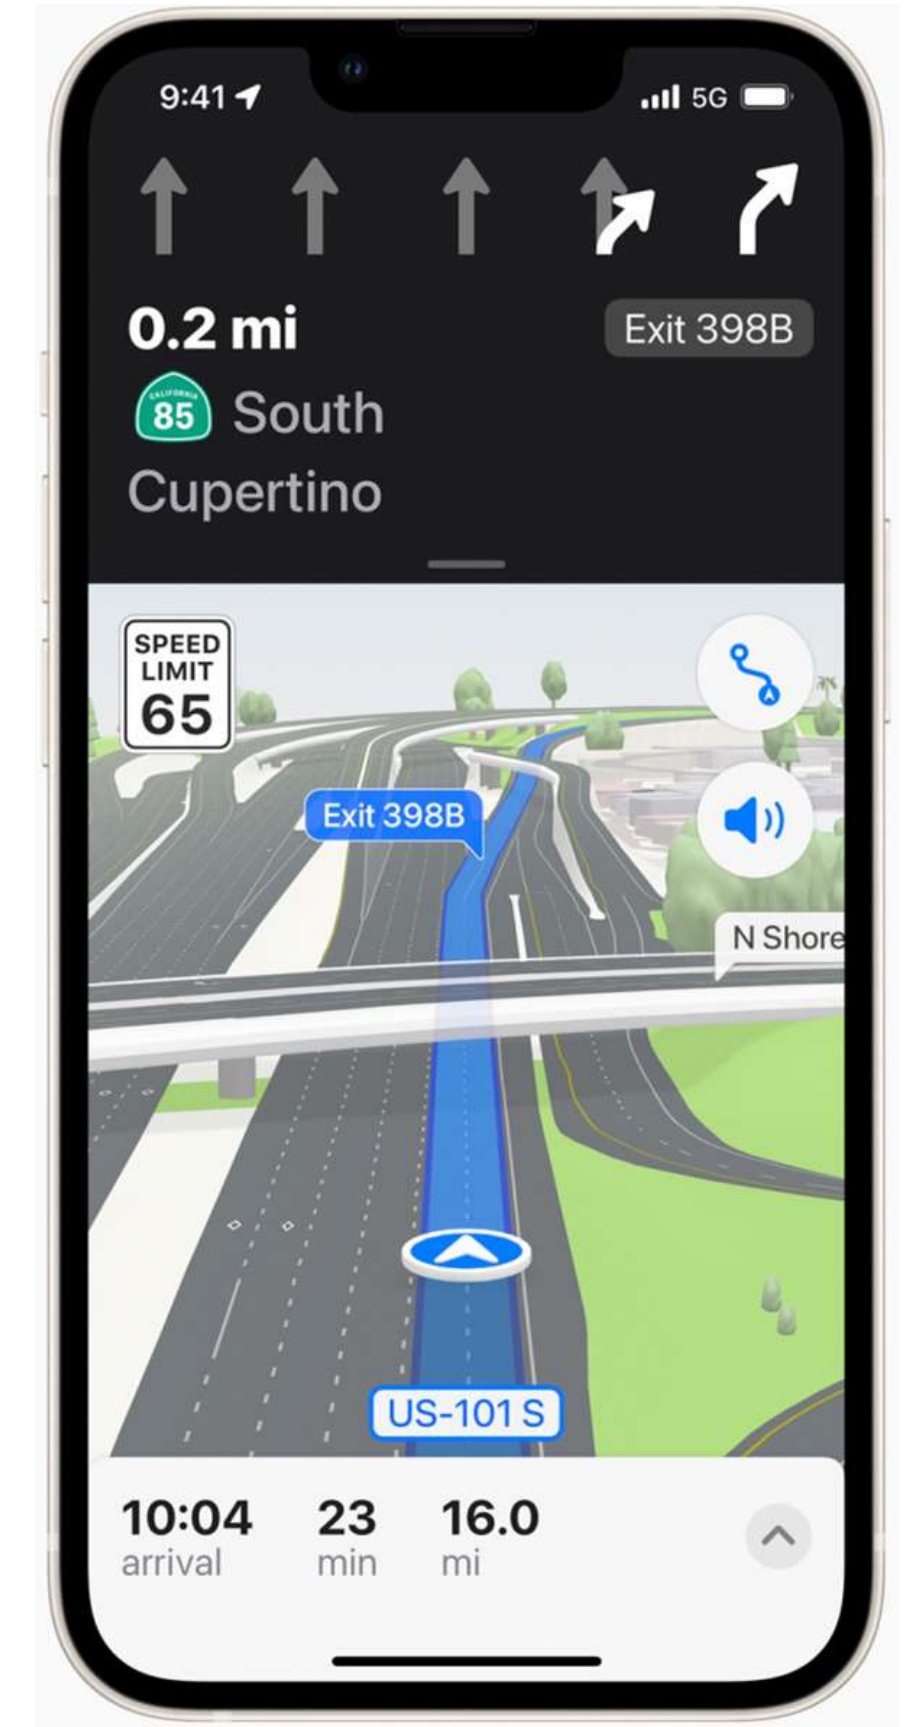 9:41 5G
0.2 mi Exit 398B
CALIFORNIA
85 South
Cupertino
SPEED
LIMIT
65
Exit 398B
N Shore
US-101 S
10:04 23 16.0
arrival min mi